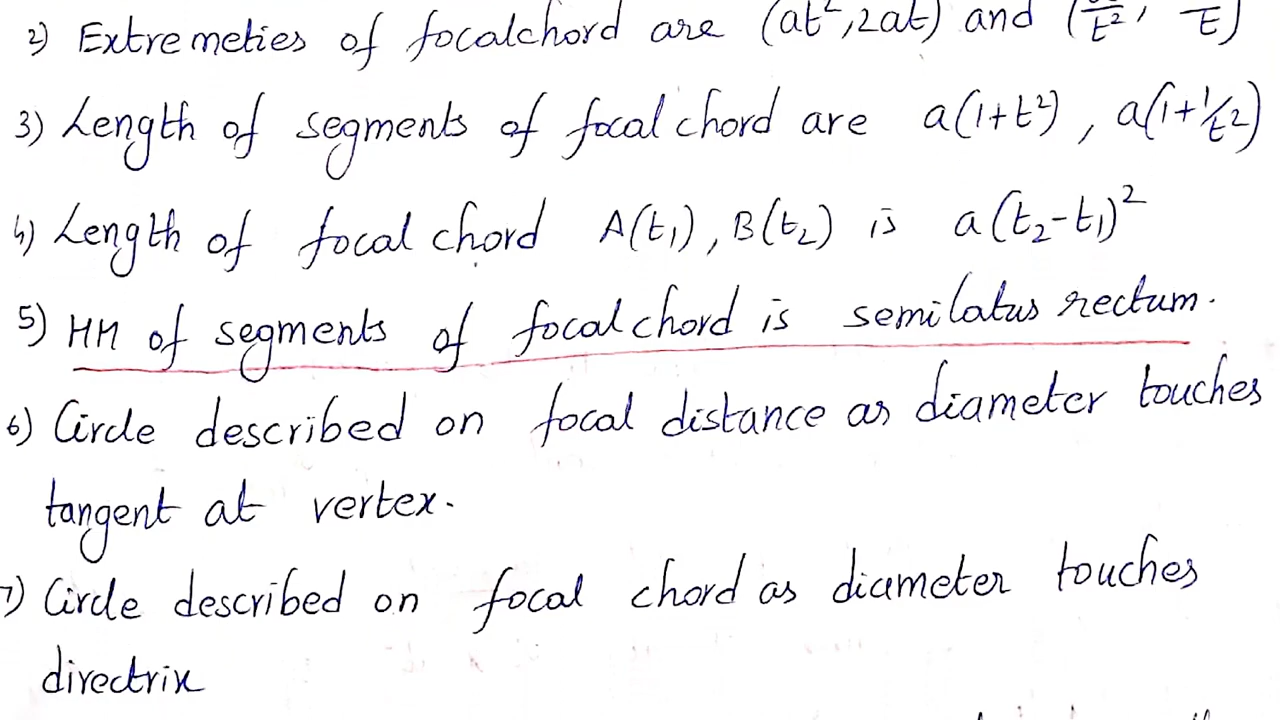 2) Extremeties of focalchord are (at², 2at) and
3) Length of segments of focal chord are a(1+t²), a(1+1/t²)
4) Length of focal chord A(t₁), B(t₂) is a(t₂-t₁)²
5) HM of segments of focal chord is semilatus rectum.
6) Circle described on focal distance as diameter touches
tangent at vertex.
7) Circle described on focal chord as diameter touches
directrix